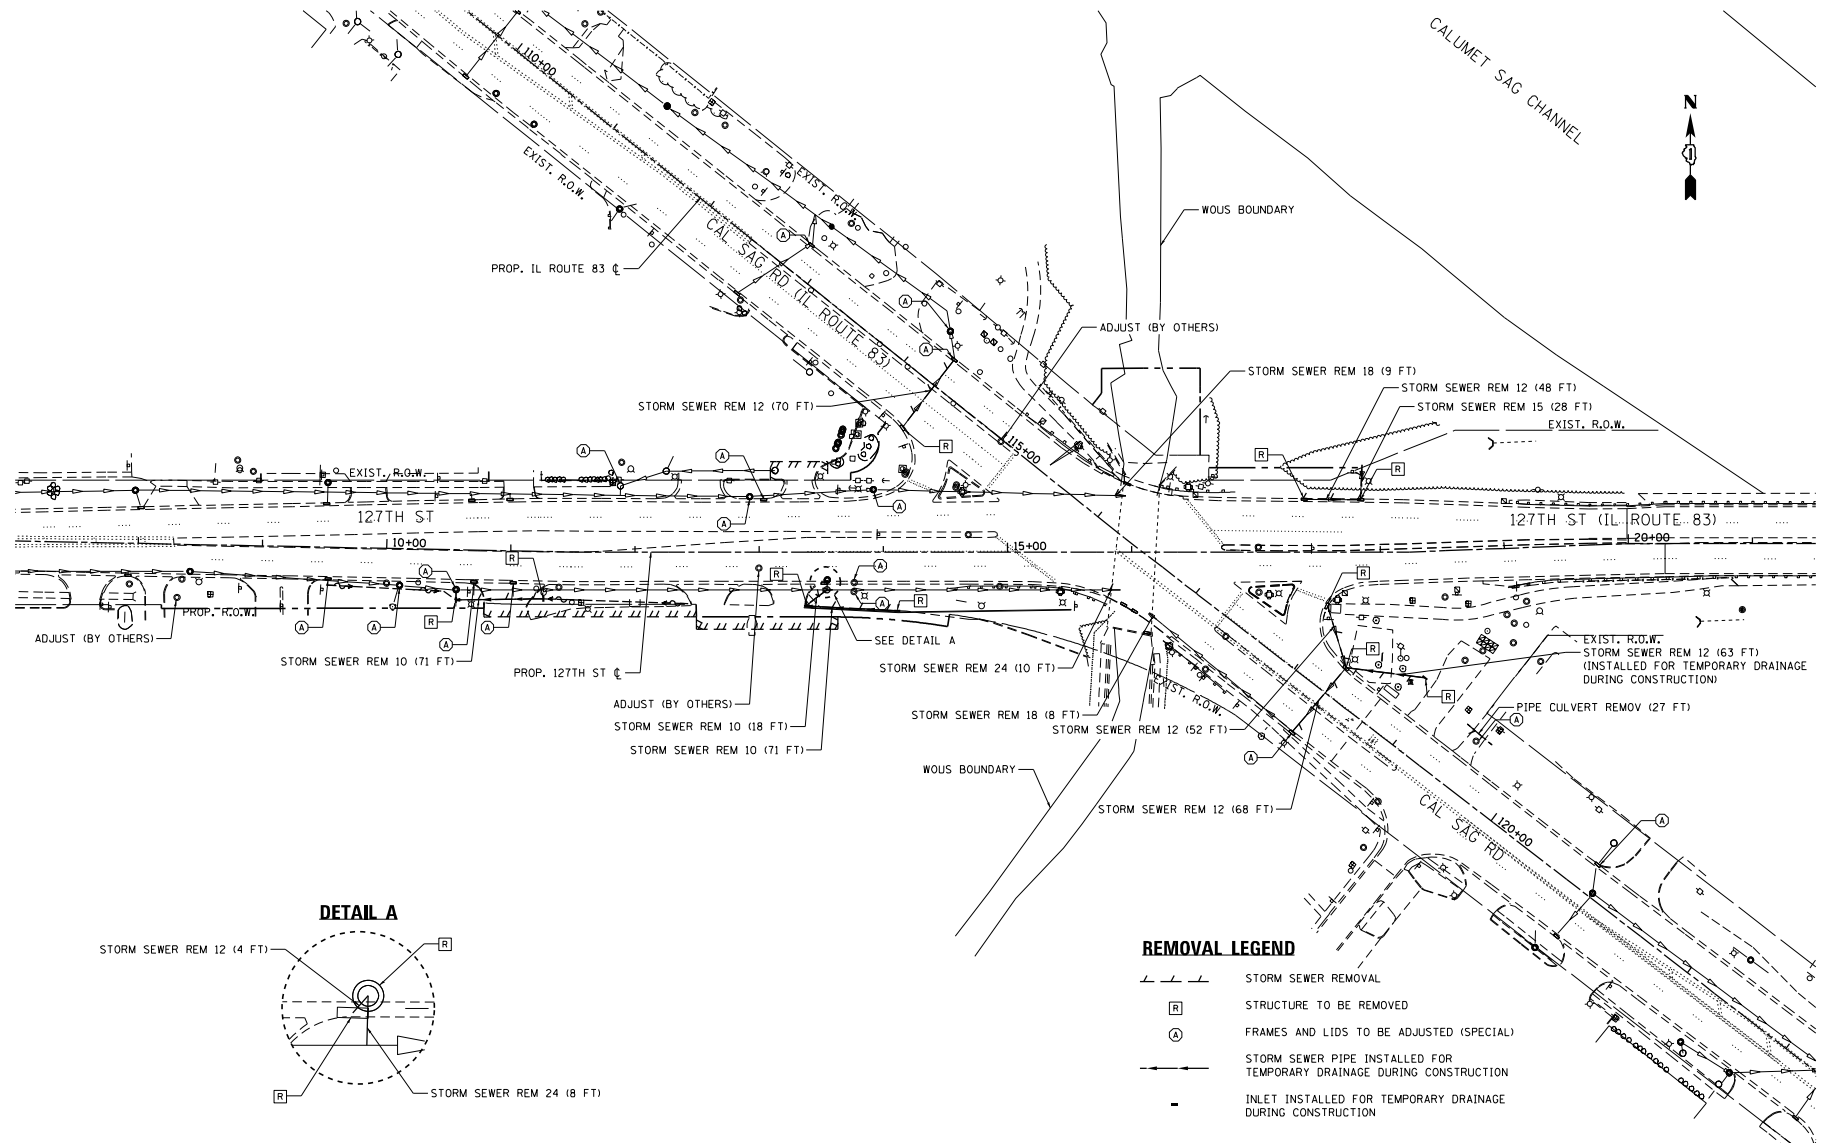 CALUMET SAG CHANNEL
N
110+00
EXIST. R.O.W.
EXIST. R.O.W.
WOUS BOUNDARY
A
CAL SAG RD (IL ROUTE 83)
PROP. IL ROUTE 83 ℄
A
ADJUST (BY OTHERS)
A
STORM SEWER REM 18 (9 FT)
STORM SEWER REM 12 (48 FT)
STORM SEWER REM 12 (70 FT)
STORM SEWER REM 15 (28 FT)
EXIST. R.O.W.
R
115+00
A
A
R
R
EXIST. R.O.W.
A
A
127TH ST
127TH ST (IL ROUTE 83)
10+00
15+00
20+00
R
A
R
A
R
PROP. R.O.W.
A
R
A
A
R
A
A
ADJUST (BY OTHERS)
SEE DETAIL A
EXIST. R.O.W.
R
STORM SEWER REM 12 (63 FT)
(INSTALLED FOR TEMPORARY DRAINAGE
DURING CONSTRUCTION)
STORM SEWER REM 10 (71 FT)
PROP. 127TH ST ℄
STORM SEWER REM 24 (10 FT)
EXIST. R.O.W.
R
ADJUST (BY OTHERS)
STORM SEWER REM 18 (8 FT)
PIPE CULVERT REMOV (27 FT)
A
STORM SEWER REM 10 (18 FT)
STORM SEWER REM 12 (52 FT)
STORM SEWER REM 10 (71 FT)
A
WOUS BOUNDARY
STORM SEWER REM 12 (68 FT)
CAL SAG RD
120+00
A
DETAIL A
STORM SEWER REM 12 (4 FT)
R
R
STORM SEWER REM 24 (8 FT)
REMOVAL LEGEND
STORM SEWER REMOVAL
R STRUCTURE TO BE REMOVED
A FRAMES AND LIDS TO BE ADJUSTED (SPECIAL)
STORM SEWER PIPE INSTALLED FOR
TEMPORARY DRAINAGE DURING CONSTRUCTION
INLET INSTALLED FOR TEMPORARY DRAINAGE
DURING CONSTRUCTION